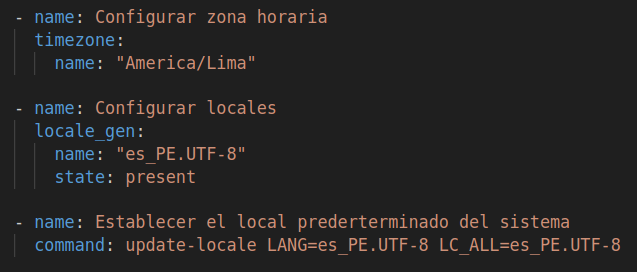 - name: Configurar zona horaria
  timezone:
    name: "America/Lima"

- name: Configurar locales
  locale_gen:
    name: "es_PE.UTF-8"
    state: present

- name: Establecer el local prederterminado del sistema
  command: update-locale LANG=es_PE.UTF-8 LC_ALL=es_PE.UTF-8